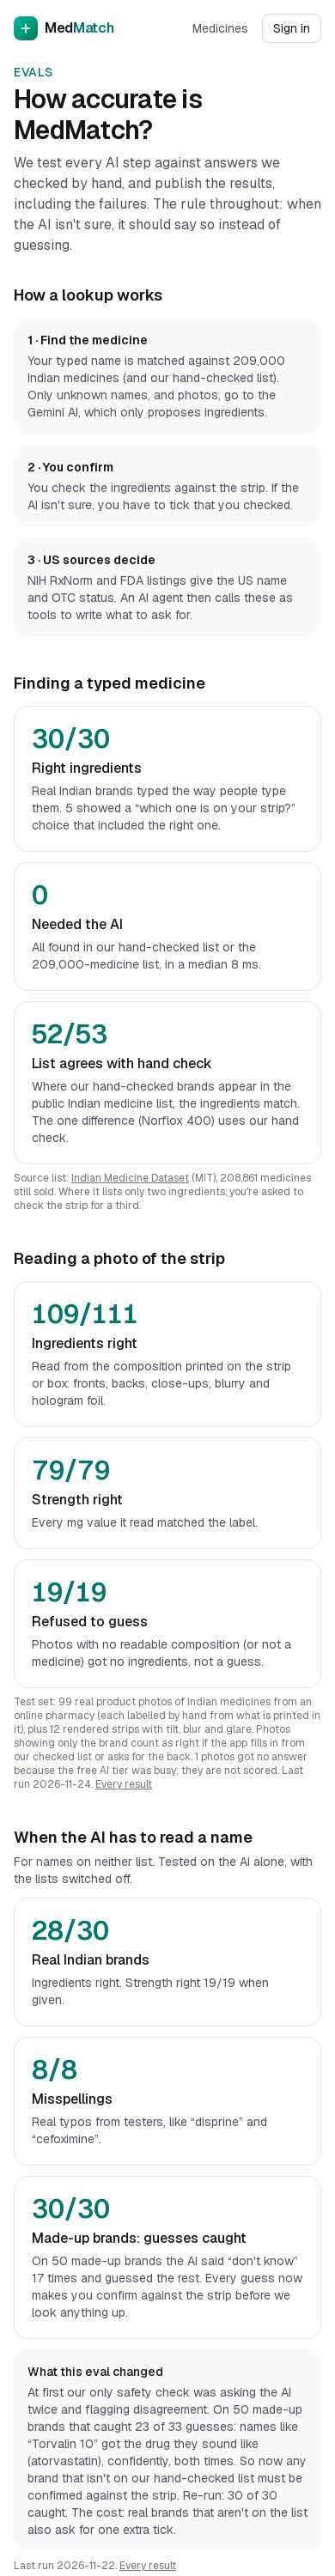 MedMatch
Medicines
Sign in
EVALS
How accurate is
MedMatch?
We test every AI step against answers we
checked by hand, and publish the results,
including the failures. The rule throughout: when
the AI isn't sure, it should say so instead of
guessing.
How a lookup works
1 · Find the medicine
Your typed name is matched against 209,000
Indian medicines (and our hand-checked list).
Only unknown names, and photos, go to the
Gemini AI, which only proposes ingredients.
2 · You confirm
You check the ingredients against the strip. If the
AI isn't sure, you have to tick that you checked.
3 · US sources decide
NIH RxNorm and FDA listings give the US name
and OTC status. An AI agent then calls these as
tools to write what to ask for.
Finding a typed medicine
30/30
Right ingredients
Real Indian brands typed the way people type
them. 5 showed a “which one is on your strip?”
choice that included the right one.
0
Needed the AI
All found in our hand-checked list or the
209,000-medicine list, in a median 8 ms.
52/53
List agrees with hand check
Where our hand-checked brands appear in the
public Indian medicine list, the ingredients match.
The one difference (Norflox 400) uses our hand
check.
Source list: Indian Medicine Dataset (MIT), 208,861 medicines
still sold. Where it lists only two ingredients, you're asked to
check the strip for a third.
Reading a photo of the strip
109/111
Ingredients right
Read from the composition printed on the strip
or box: fronts, backs, close-ups, blurry and
hologram foil.
79/79
Strength right
Every mg value it read matched the label.
19/19
Refused to guess
Photos with no readable composition (or not a
medicine) got no ingredients, not a guess.
Test set: 99 real product photos of Indian medicines from an
online pharmacy (each labelled by hand from what is printed in
it), plus 12 rendered strips with tilt, blur and glare. Photos
showing only the brand count as right if the app fills in from
our checked list or asks for the back. 1 photos got no answer
because the free AI tier was busy; they are not scored. Last
run 2026-11-24. Every result
When the AI has to read a name
For names on neither list. Tested on the AI alone, with
the lists switched off.
28/30
Real Indian brands
Ingredients right. Strength right 19/19 when
given.
8/8
Misspellings
Real typos from testers, like “disprine” and
“cefoximine”.
30/30
Made-up brands: guesses caught
On 50 made-up brands the AI said “don't know”
17 times and guessed the rest. Every guess now
makes you confirm against the strip before we
look anything up.
What this eval changed
At first our only safety check was asking the AI
twice and flagging disagreement. On 50 made-up
brands that caught 23 of 33 guesses: names like
“Torvalin 10” got the drug they sound like
(atorvastatin), confidently, both times. So now any
brand that isn't on our hand-checked list must be
confirmed against the strip. Re-run: 30 of 30
caught. The cost: real brands that aren't on the list
also ask for one extra tick.
Last run 2026-11-22. Every result